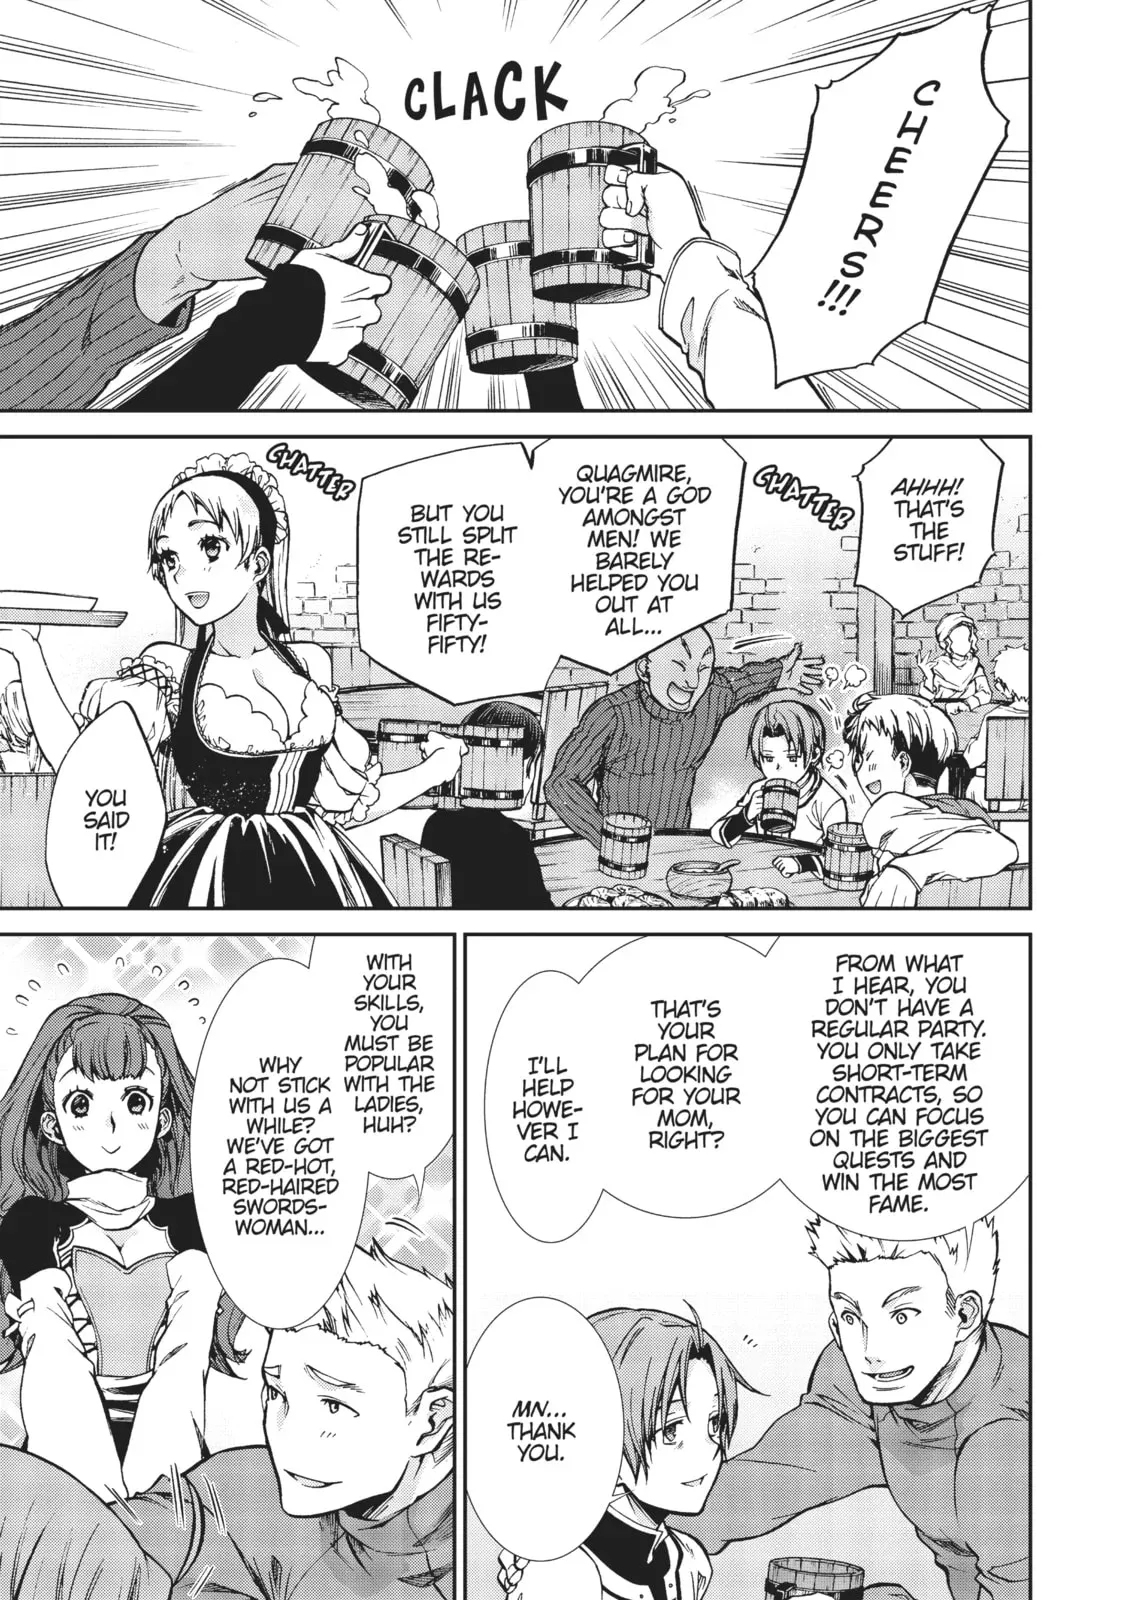 CHEERS!!!
CLACK
AHHH!
THAT'S
THE
STUFF!
CHATTER
QUAGMIRE,
YOU'RE A GOD
AMONGST
MEN! WE
BARELY
HELPED YOU
OUT AT
ALL...
BUT YOU
STILL SPLIT
THE RE-
WARDS
WITH US
FIFTY-
FIFTY!
CHATTER
YOU
SAID
IT!
FROM WHAT
I HEAR, YOU
DON'T HAVE A
REGULAR PARTY.
YOU ONLY TAKE
SHORT-TERM
CONTRACTS, SO
YOU CAN FOCUS
ON THE BIGGEST
QUESTS AND
WIN THE MOST
FAME.
THAT'S
YOUR
PLAN FOR
LOOKING
FOR YOUR
MOM,
RIGHT?
I'LL
HELP
HOWE-
VER I
CAN.
MN...
THANK
YOU.
WITH
YOUR
SKILLS,
YOU
MUST BE
POPULAR
WITH THE
LADIES,
HUH?
WHY
NOT STICK
WITH US A
WHILE?
WE'VE GOT
A RED-HOT,
RED-HAIRED
SWORDS-
WOMAN...